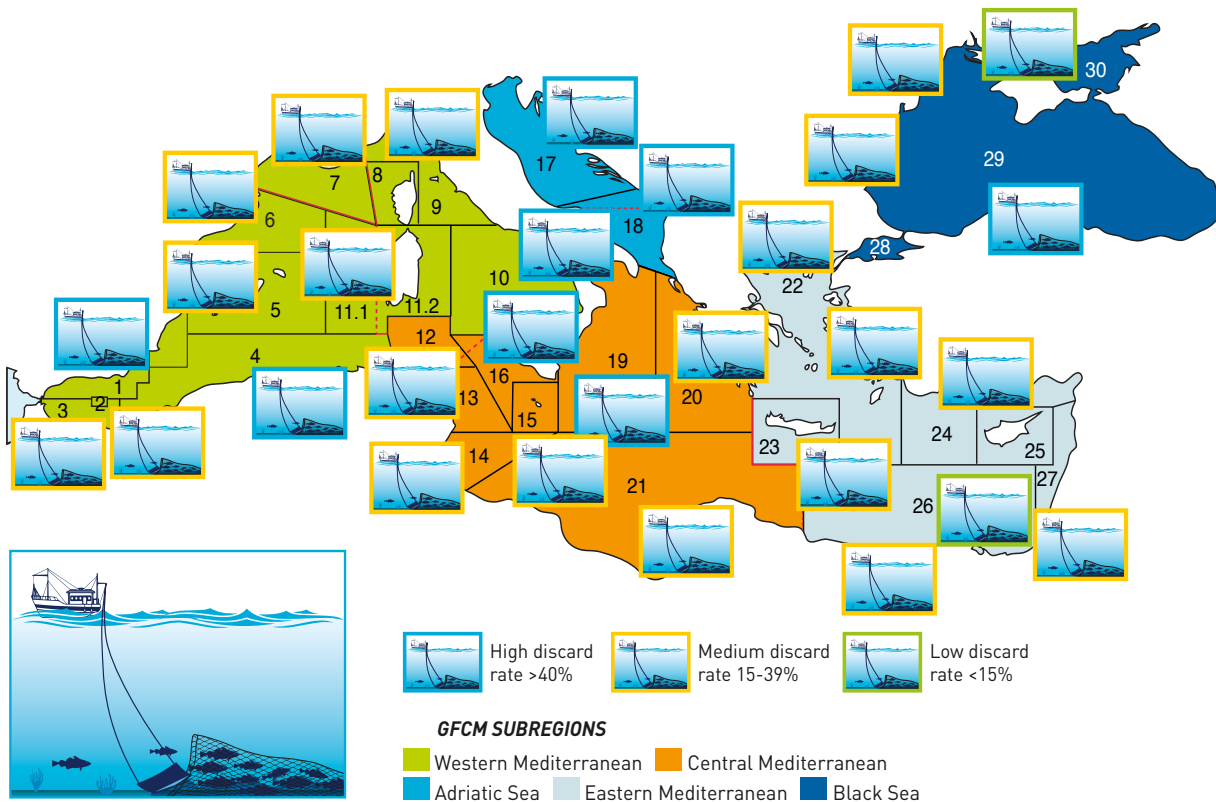 30
17
29
7
8
9
6
18
28
10
22
5
11.1
11.2
12
4
19
16
1
13
20
3
2
15
23
24
25
14
27
21
26
High discard
rate >40%
Medium discard
rate 15-39%
Low discard
rate <15%
GFCM SUBREGIONS
Western Mediterranean
Central Mediterranean
Adriatic Sea
Eastern Mediterranean
Black Sea